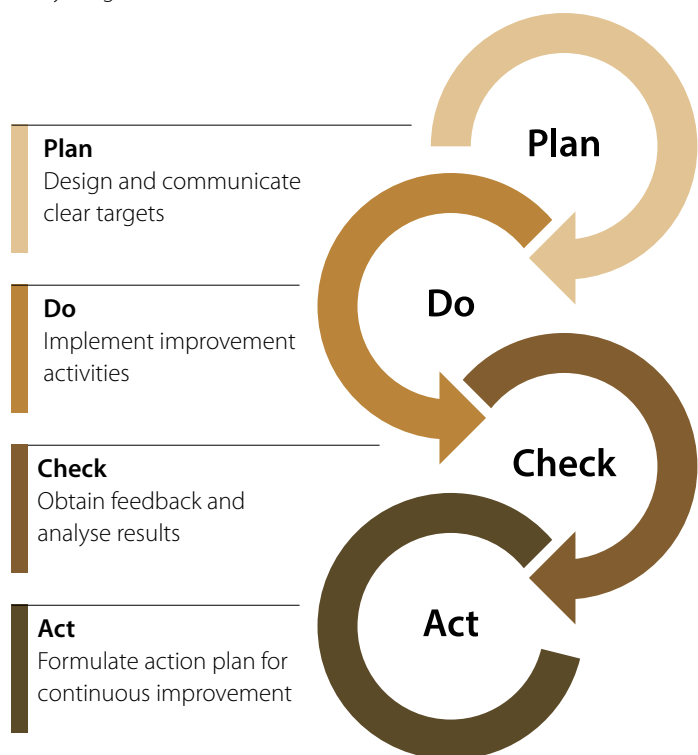 Plan
Plan
Design and communicate
clear targets
Do
Do
Implement improvement
activities
Check
Check
Obtain feedback and
analyse results
Act
Act
Formulate action plan for
continuous improvement